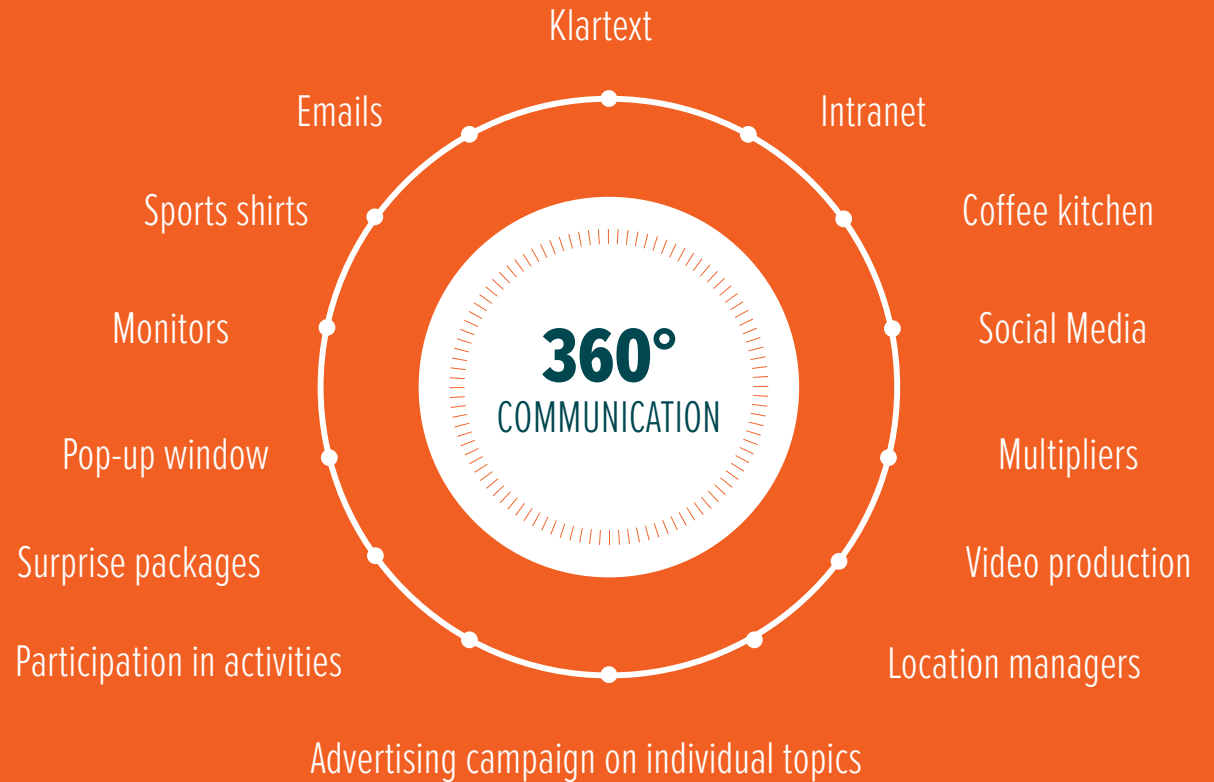 Klartext
Emails
Intranet
Sports shirts
Coffee kitchen
Monitors
Social Media
360°
COMMUNICATION
Pop-up window
Multipliers
Surprise packages
Video production
Participation in activities
Location managers
Advertising campaign on individual topics